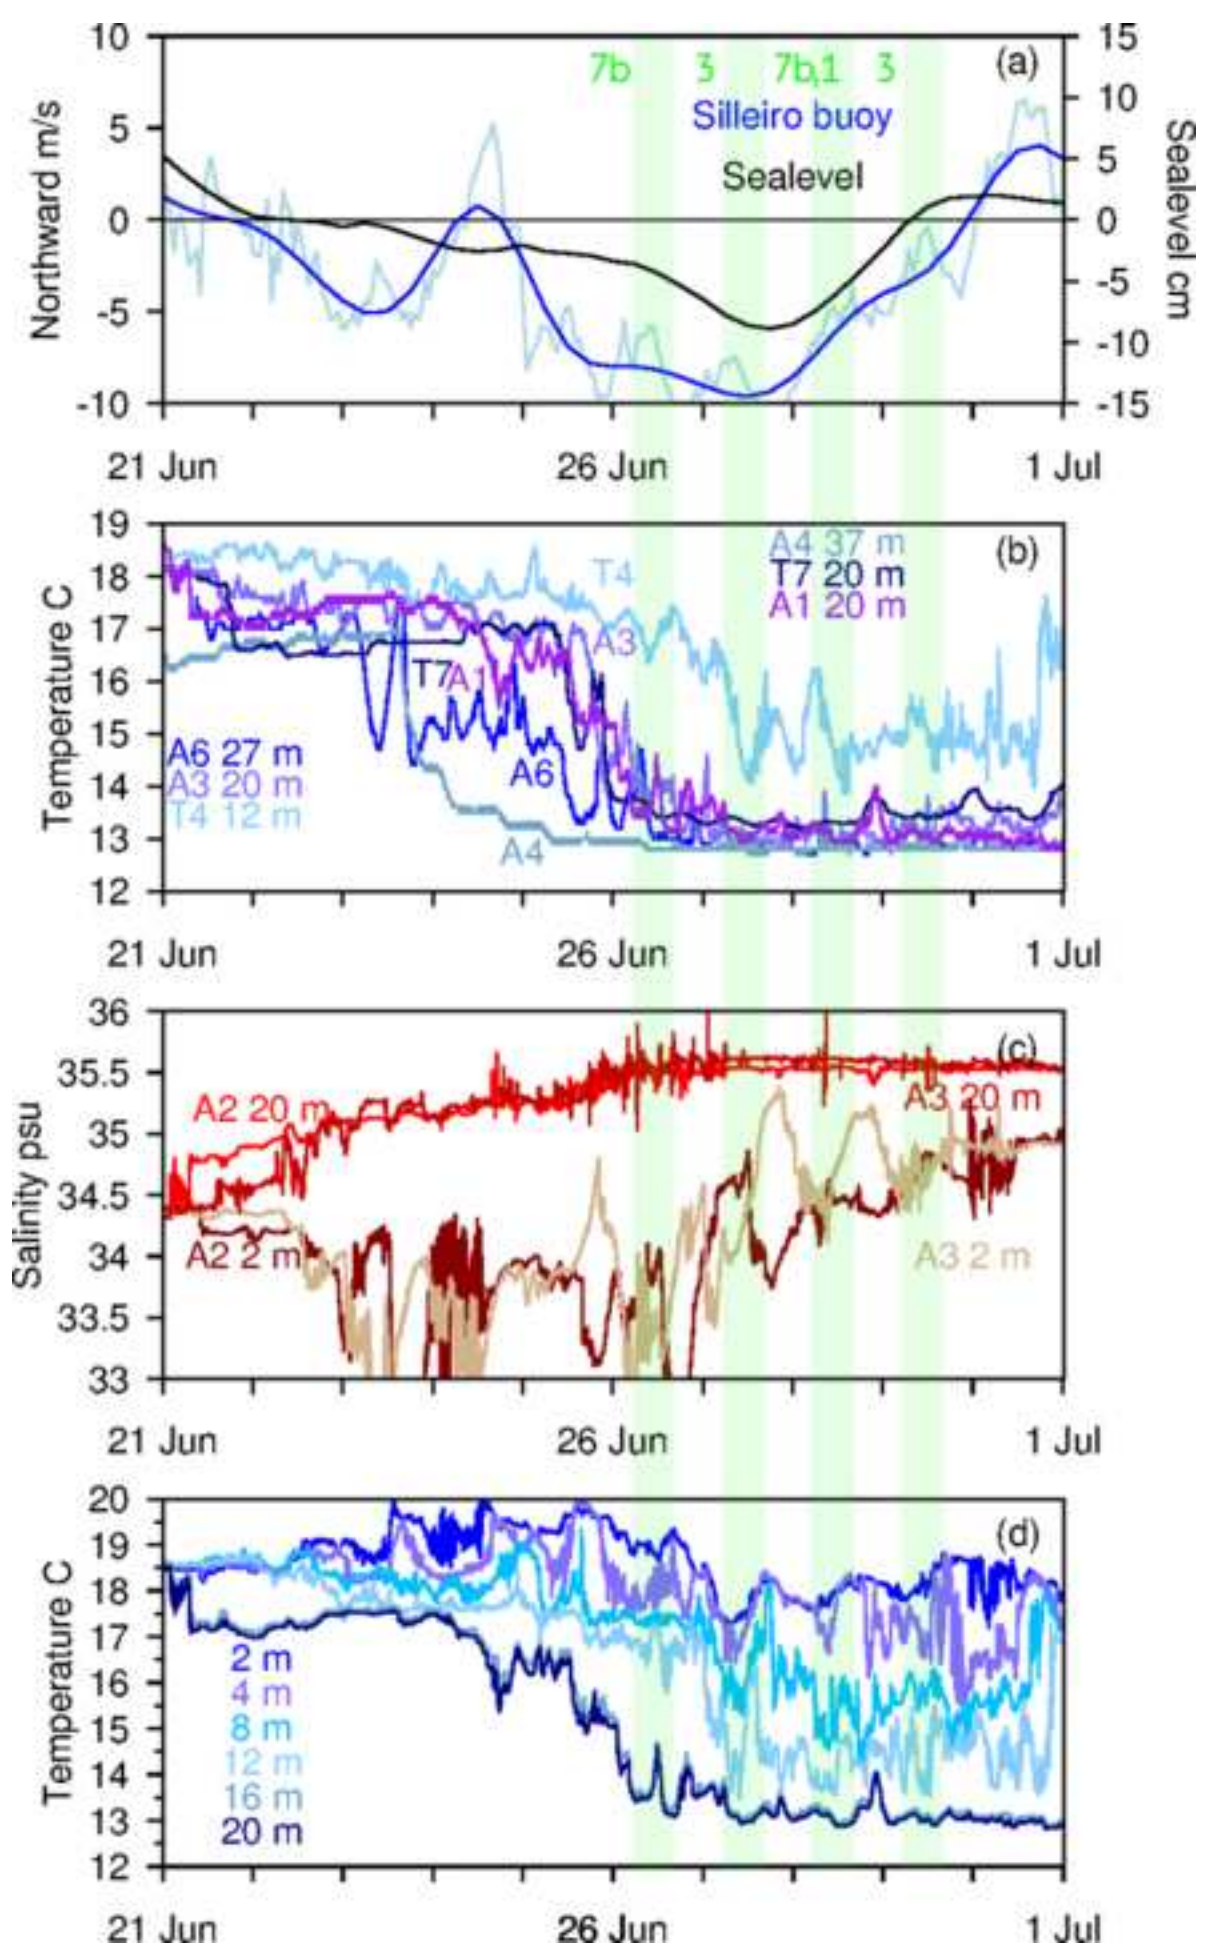 10
15
(a)
7b 3 7b,1 3
10
Silleiro buoy
5
5
Sealevel
0
0
-5
-5
-10
-10
-15
Northward m/s
Sealevel cm
21 Jun 26 Jun 1 Jul
19
A4 37 m
(b)
T7 20 m
18
T4
A1 20 m
17
A3
T7 A1
16
15
A6 27 m
A6
A3 20 m
14
T4 12 m
13
A4
12
Temperature C
21 Jun 26 Jun 1 Jul
36
(c)
35.5
A2 20 m
A3 20 m
35
34.5
A2 2 m
A3 2 m
34
33.5
33
Salinity psu
21 Jun 26 Jun 1 Jul
20
(d)
19
18
17
2 m
16
4 m
8 m
15
12 m
14
16 m
20 m
13
12
Temperature C
21 Jun 26 Jun 1 Jul